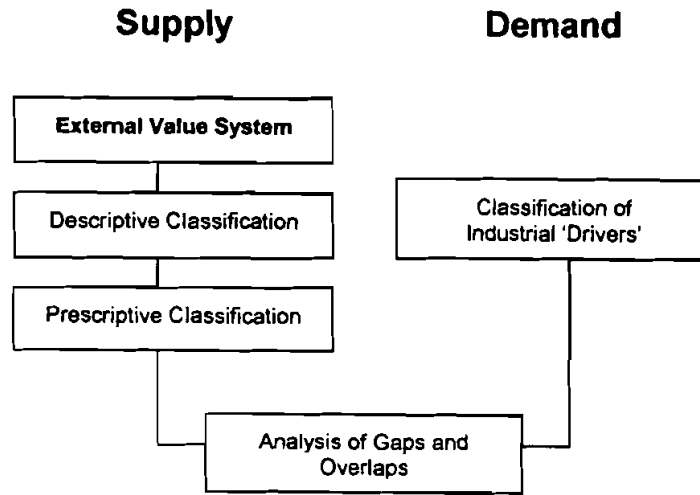 Supply
Demand
External Value System
Descriptive Classification
Classification of
Industrial 'Drivers'
Prescriptive Classification
Analysis of Gaps and
Overlaps